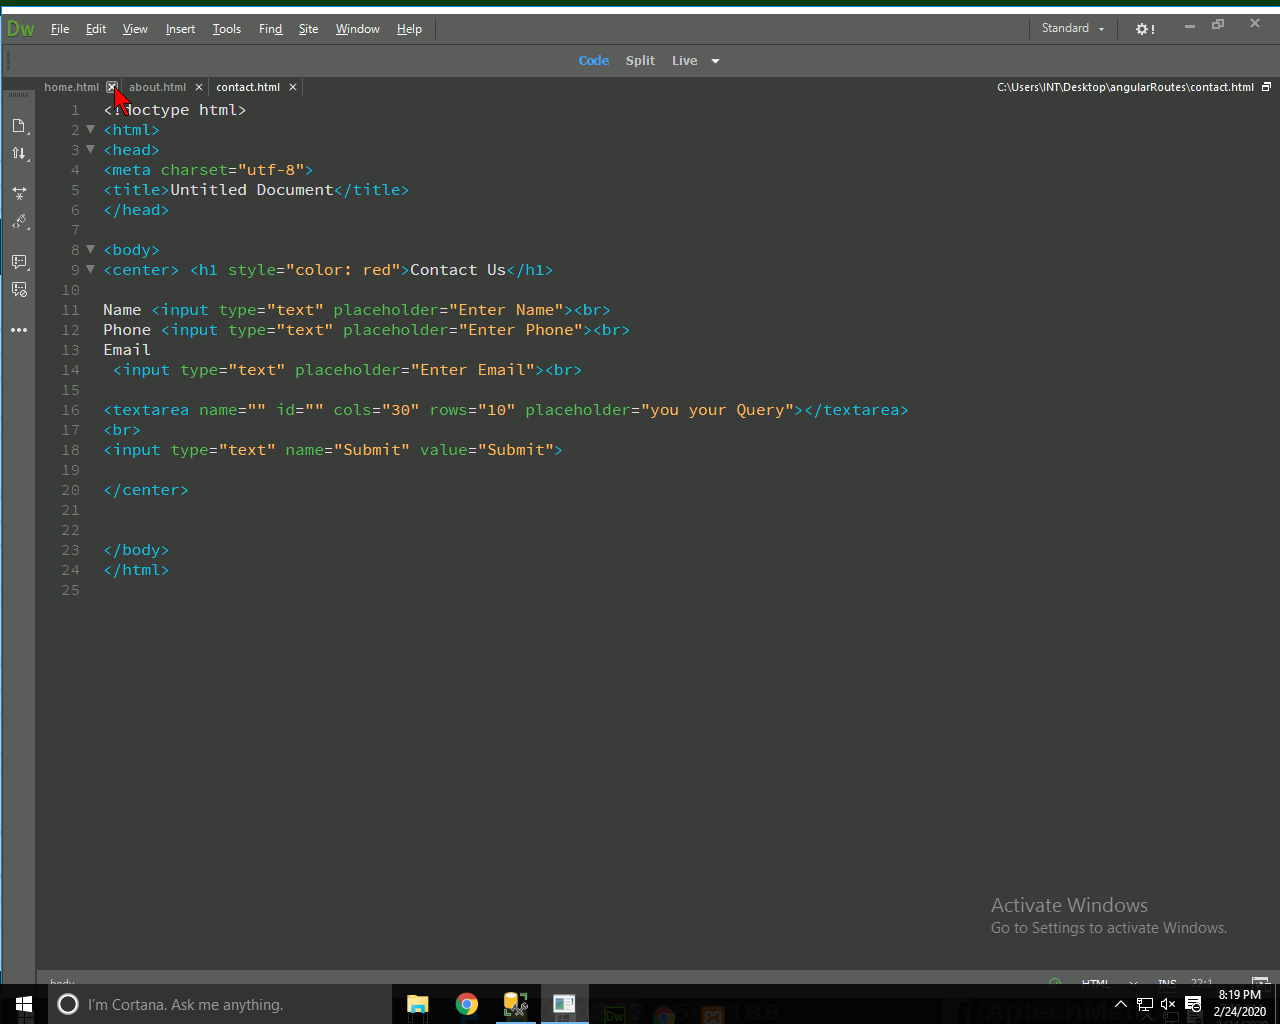 Dw File Edit View Insert Tools Find Site Window Help Standard
Code Split Live
home.html about.html contact.html C:\Users\INT\Desktop\angularRoutes\contact.html
1 <!doctype html>
2 <html>
3 <head>
4 <meta charset="utf-8">
5 <title>Untitled Document</title>
6 </head>
7
8 <body>
9 <center> <h1 style="color: red">Contact Us</h1>
10
11 Name <input type="text" placeholder="Enter Name"><br>
12 Phone <input type="text" placeholder="Enter Phone"><br>
13 Email
14 <input type="text" placeholder="Enter Email"><br>
15
16 <textarea name="" id="" cols="30" rows="10" placeholder="you your Query"></textarea>
17 <br>
18 <input type="text" name="Submit" value="Submit">
19
20 </center>
21
22
23 </body>
24 </html>
25
Activate Windows
Go to Settings to activate Windows.
body HTML INS 22:1
I'm Cortana. Ask me anything.
8:19 PM
2/24/2020